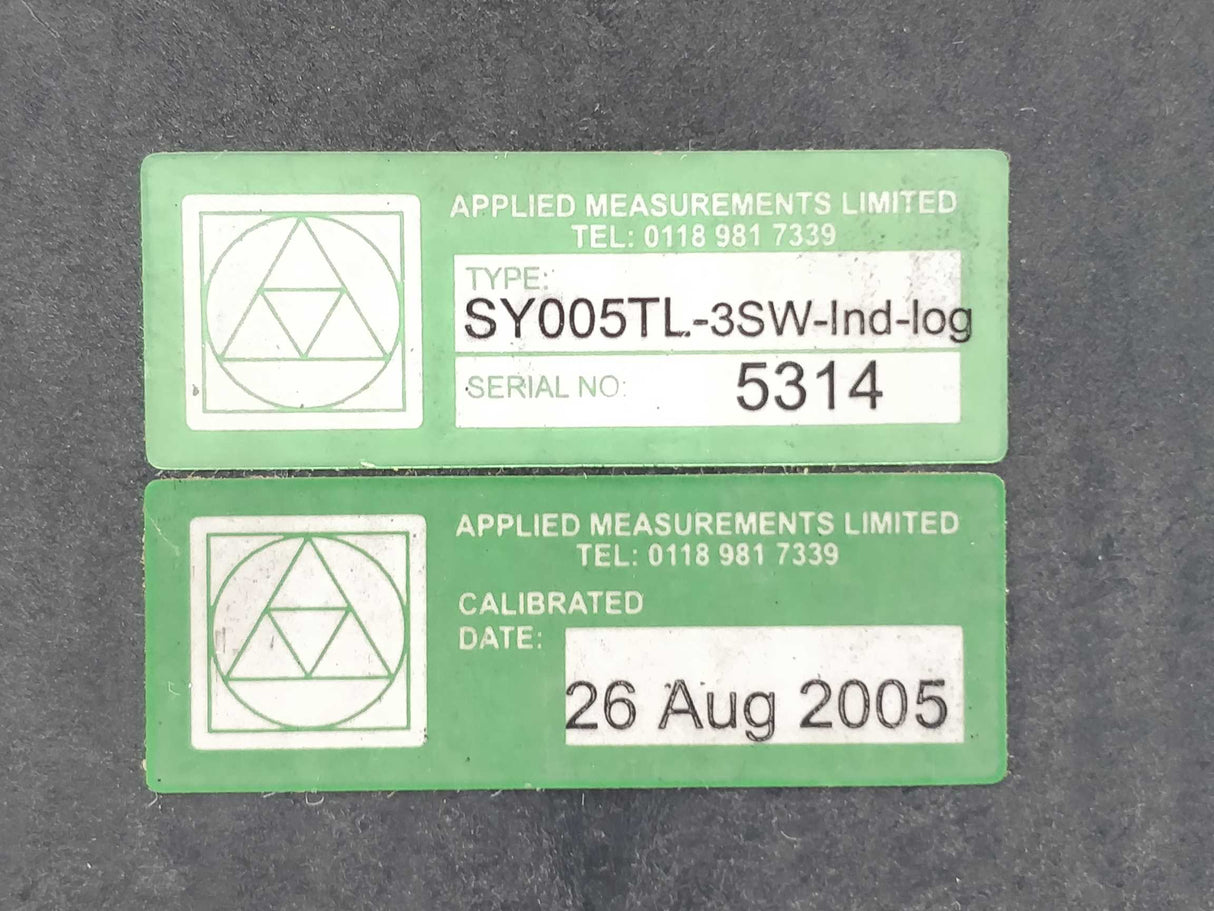 APPLIED MEASUREMENTS LIMITED
TEL: 0118 981 7339
TYPE:
SY005TL-3SW-Ind-log
SERIAL NO:
5314
APPLIED MEASUREMENTS LIMITED
TEL: 0118 981 7339
CALIBRATED
DATE:
26 Aug 2005